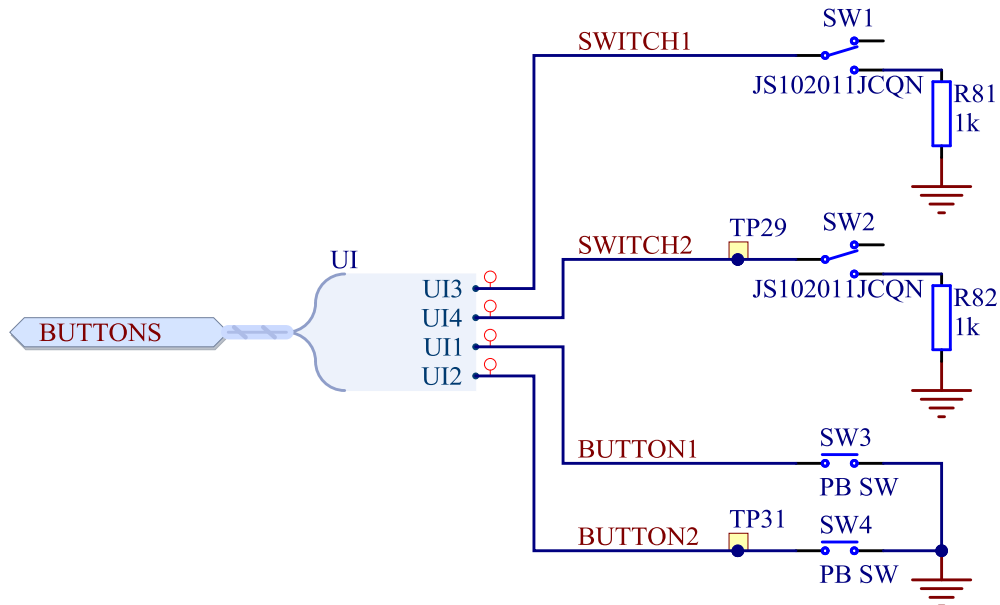 SW1
SWITCH1
JS102011JCQN
R81
1k
SW2
TP29
SWITCH2
UI
JS102011JCQN
UI3
R82
UI4
1k
BUTTONS
UI1
UI2
SW3
BUTTON1
PB SW
TP31
SW4
BUTTON2
PB SW